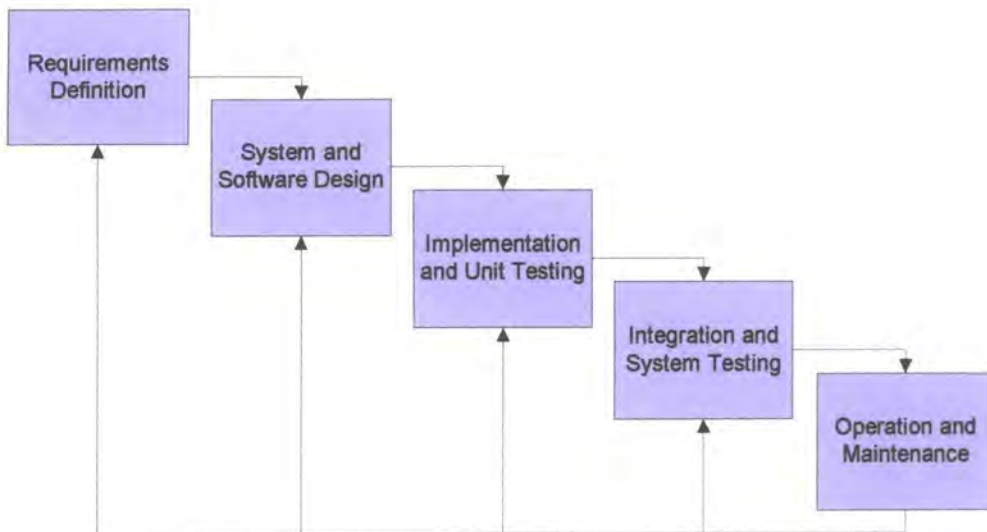 Requirements
Definition
System and
Software Design
Implementation
and Unit Testing
Integration and
System Testing
Operation and
Maintenance